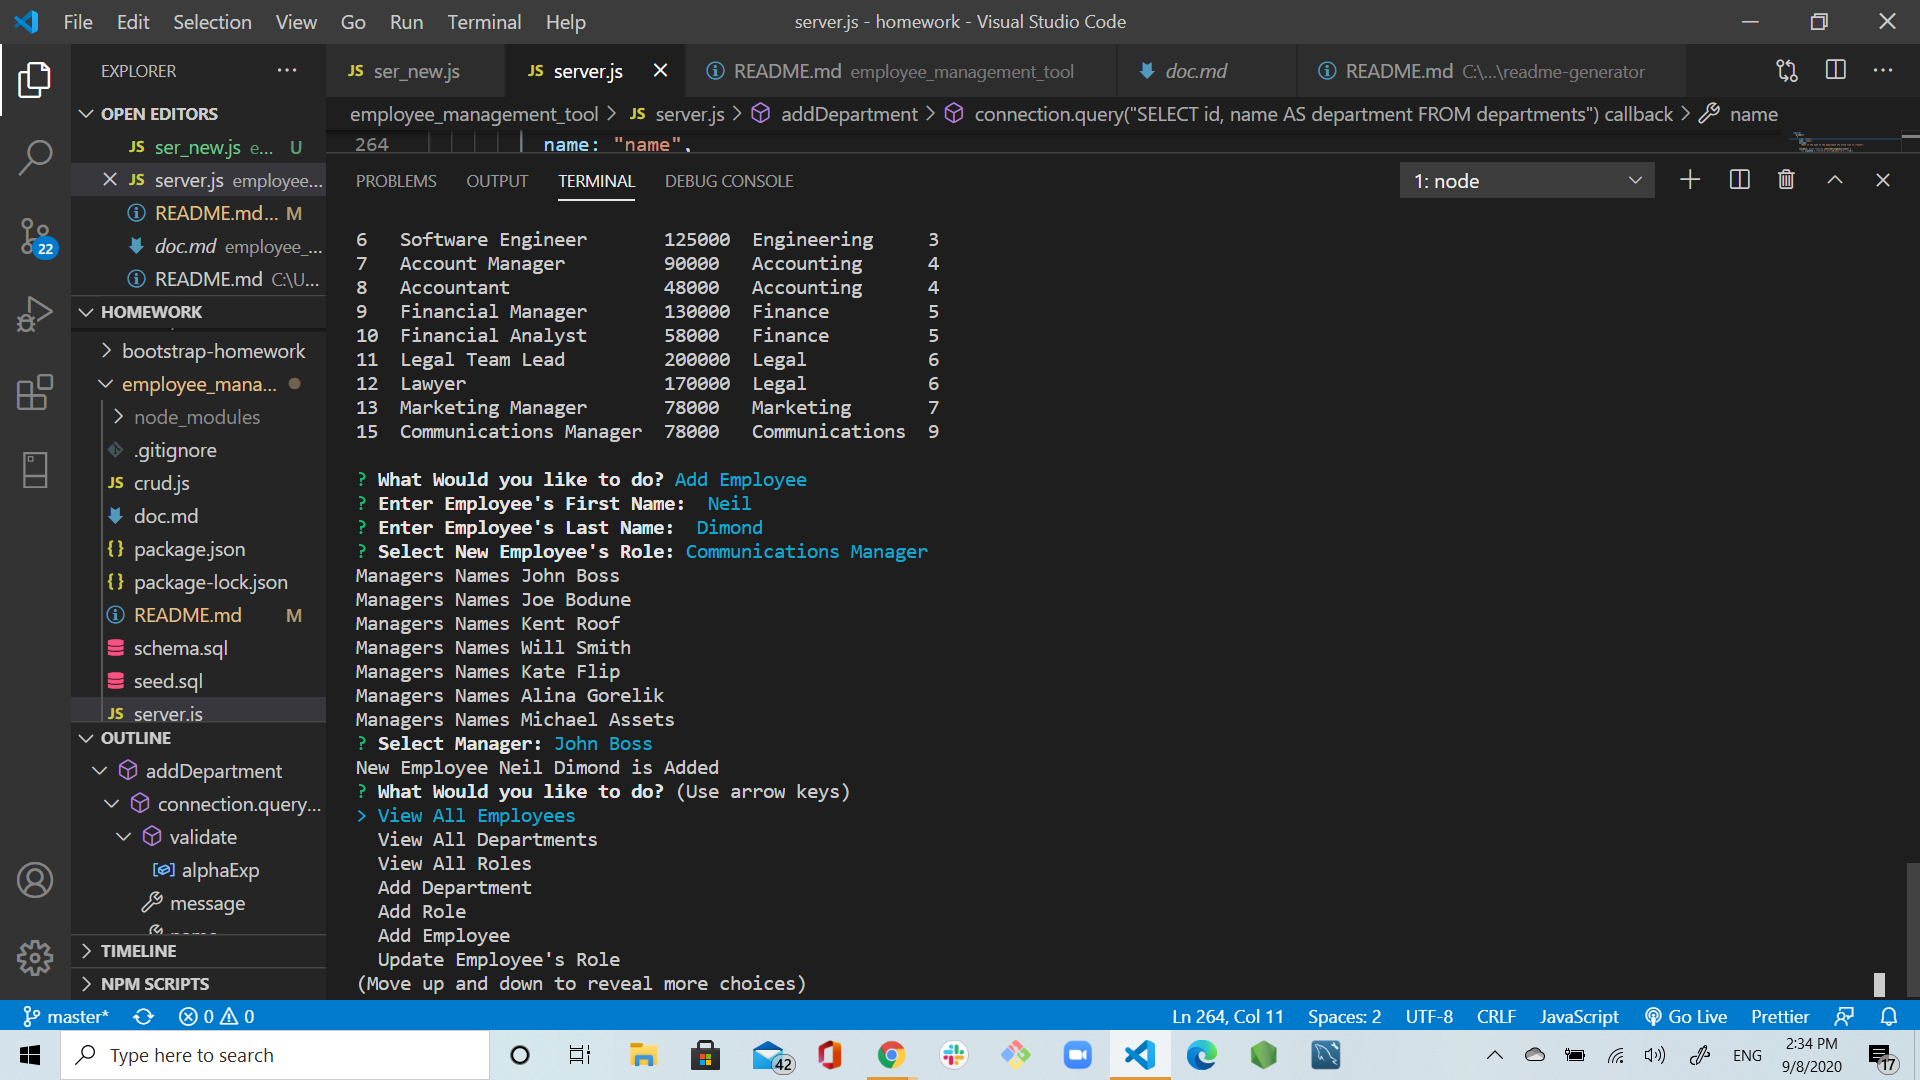 File Edit Selection View Go Run Terminal Help
server.js - homework - Visual Studio Code
EXPLORER
OPEN EDITORS
JS ser_new.js e... U
JS server.js employee...
README.md... M
doc.md employee_...
README.md C:\U...
HOMEWORK
bootstrap-homework
employee_mana...
node_modules
.gitignore
JS crud.js
doc.md
{} package.json
{} package-lock.json
README.md M
schema.sql
seed.sql
JS server.js
OUTLINE
addDepartment
connection.query...
validate
alphaExp
message
TIMELINE
NPM SCRIPTS
22
JS ser_new.js
JS server.js
README.md employee_management_tool
doc.md
README.md C:\...\readme-generator
employee_management_tool > JS server.js > addDepartment > connection.query("SELECT id, name AS department FROM departments") callback > name
264 name: "name",
PROBLEMS OUTPUT TERMINAL DEBUG CONSOLE
1: node
6 Software Engineer 125000 Engineering 3
7 Account Manager 90000 Accounting 4
8 Accountant 48000 Accounting 4
9 Financial Manager 130000 Finance 5
10 Financial Analyst 58000 Finance 5
11 Legal Team Lead 200000 Legal 6
12 Lawyer 170000 Legal 6
13 Marketing Manager 78000 Marketing 7
15 Communications Manager 78000 Communications 9
? What Would you like to do? Add Employee
? Enter Employee's First Name: Neil
? Enter Employee's Last Name: Dimond
? Select New Employee's Role: Communications Manager
Managers Names John Boss
Managers Names Joe Bodune
Managers Names Kent Roof
Managers Names Will Smith
Managers Names Kate Flip
Managers Names Alina Gorelik
Managers Names Michael Assets
? Select Manager: John Boss
New Employee Neil Dimond is Added
? What Would you like to do? (Use arrow keys)
> View All Employees
View All Departments
View All Roles
Add Department
Add Role
Add Employee
Update Employee's Role
(Move up and down to reveal more choices)
master* 0 0
Ln 264, Col 11 Spaces: 2 UTF-8 CRLF JavaScript Go Live Prettier
Type here to search
42
ENG
2:34 PM
9/8/2020
17